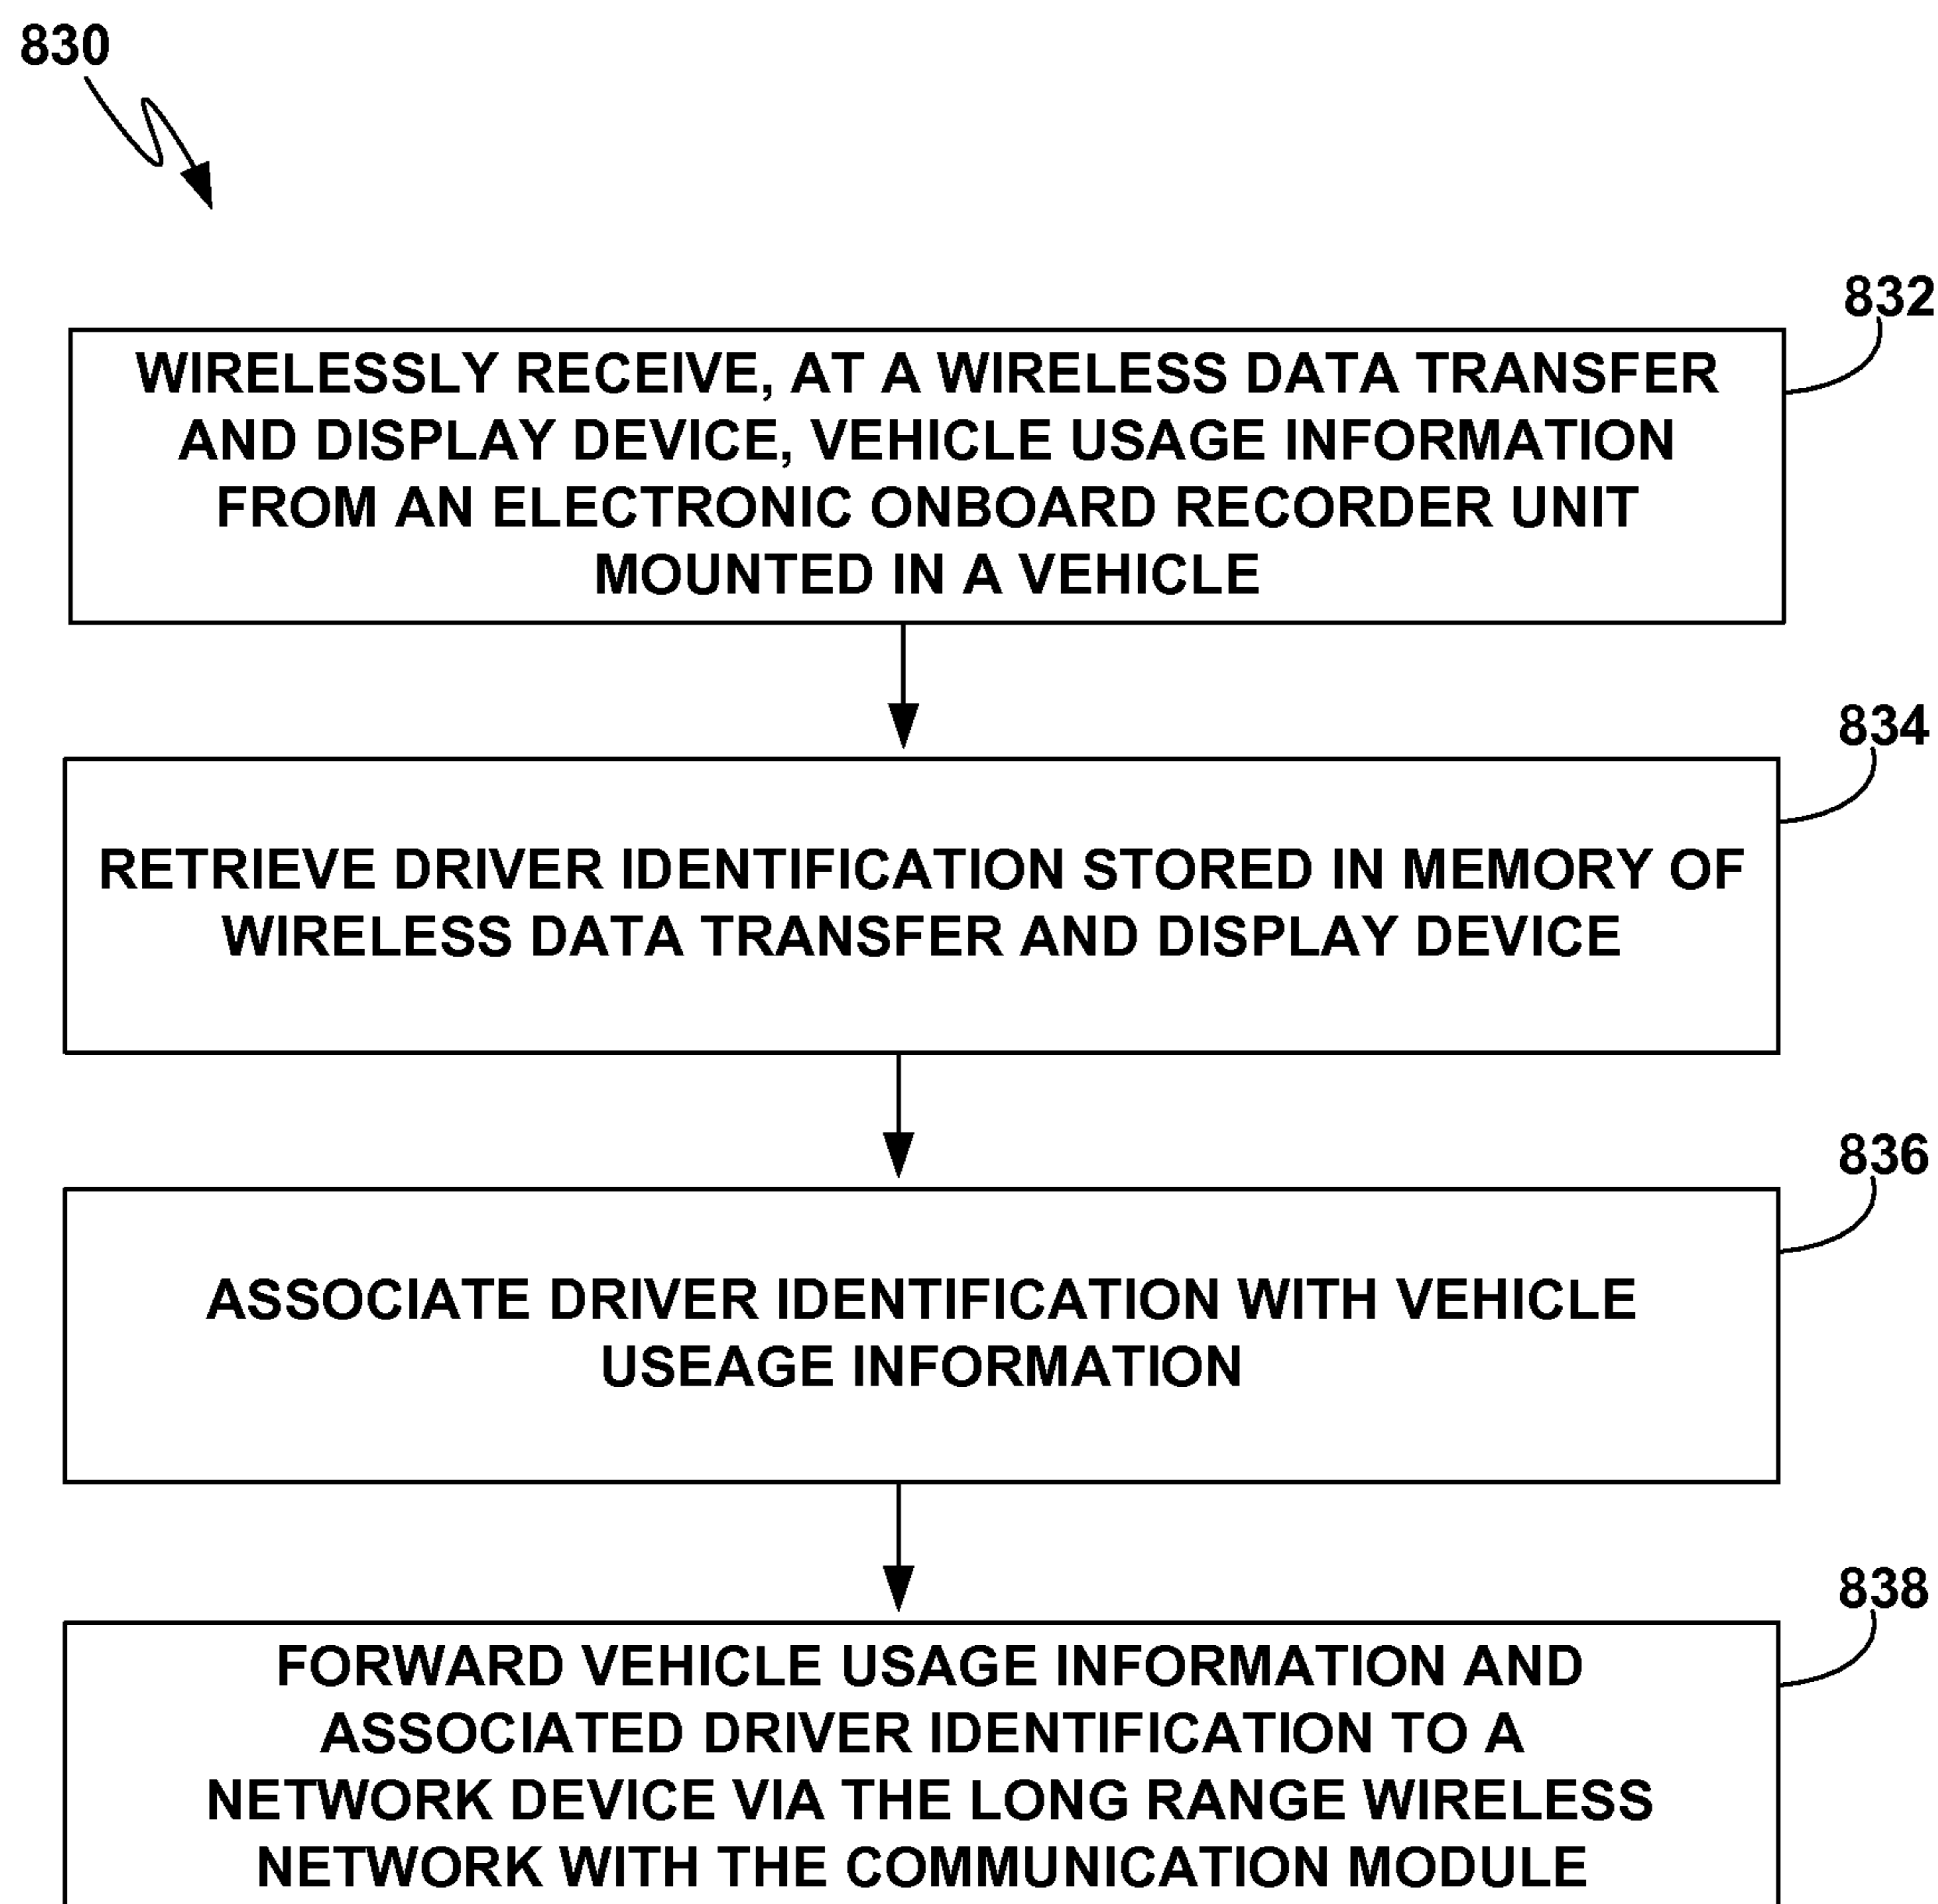 830
832
WIRELESSLY RECEIVE, AT A WIRELESS DATA TRANSFER
AND DISPLAY DEVICE, VEHICLE USAGE INFORMATION
FROM AN ELECTRONIC ONBOARD RECORDER UNIT
MOUNTED IN A VEHICLE
834
RETRIEVE DRIVER IDENTIFICATION STORED IN MEMORY OF
WIRELESS DATA TRANSFER AND DISPLAY DEVICE
836
ASSOCIATE DRIVER IDENTIFICATION WITH VEHICLE
USEAGE INFORMATION
838
FORWARD VEHICLE USAGE INFORMATION AND
ASSOCIATED DRIVER IDENTIFICATION TO A
NETWORK DEVICE VIA THE LONG RANGE WIRELESS
NETWORK WITH THE COMMUNICATION MODULE